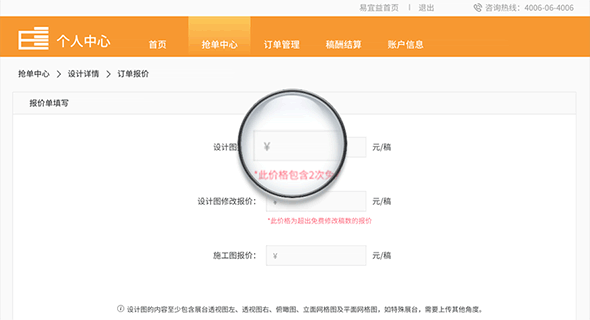 易宜益首页 | 退出 咨询热线：4006-06-4006
个人中心 首页 抢单中心 订单管理 稿酬结算 账户信息
抢单中心 > 设计详情 > 订单报价
报价单填写
设计图 ¥ 元/稿
*此价格包含2次免
设计图修改报价： ¥ 元/稿
*此价格为超出免费修改稿数的报价
施工图报价： ¥ 元/稿
设计图的内容至少包含展台透视图左、透视图右、俯瞰图、立面网格图及平面网格图，如特殊展台，需要上传其他角度。